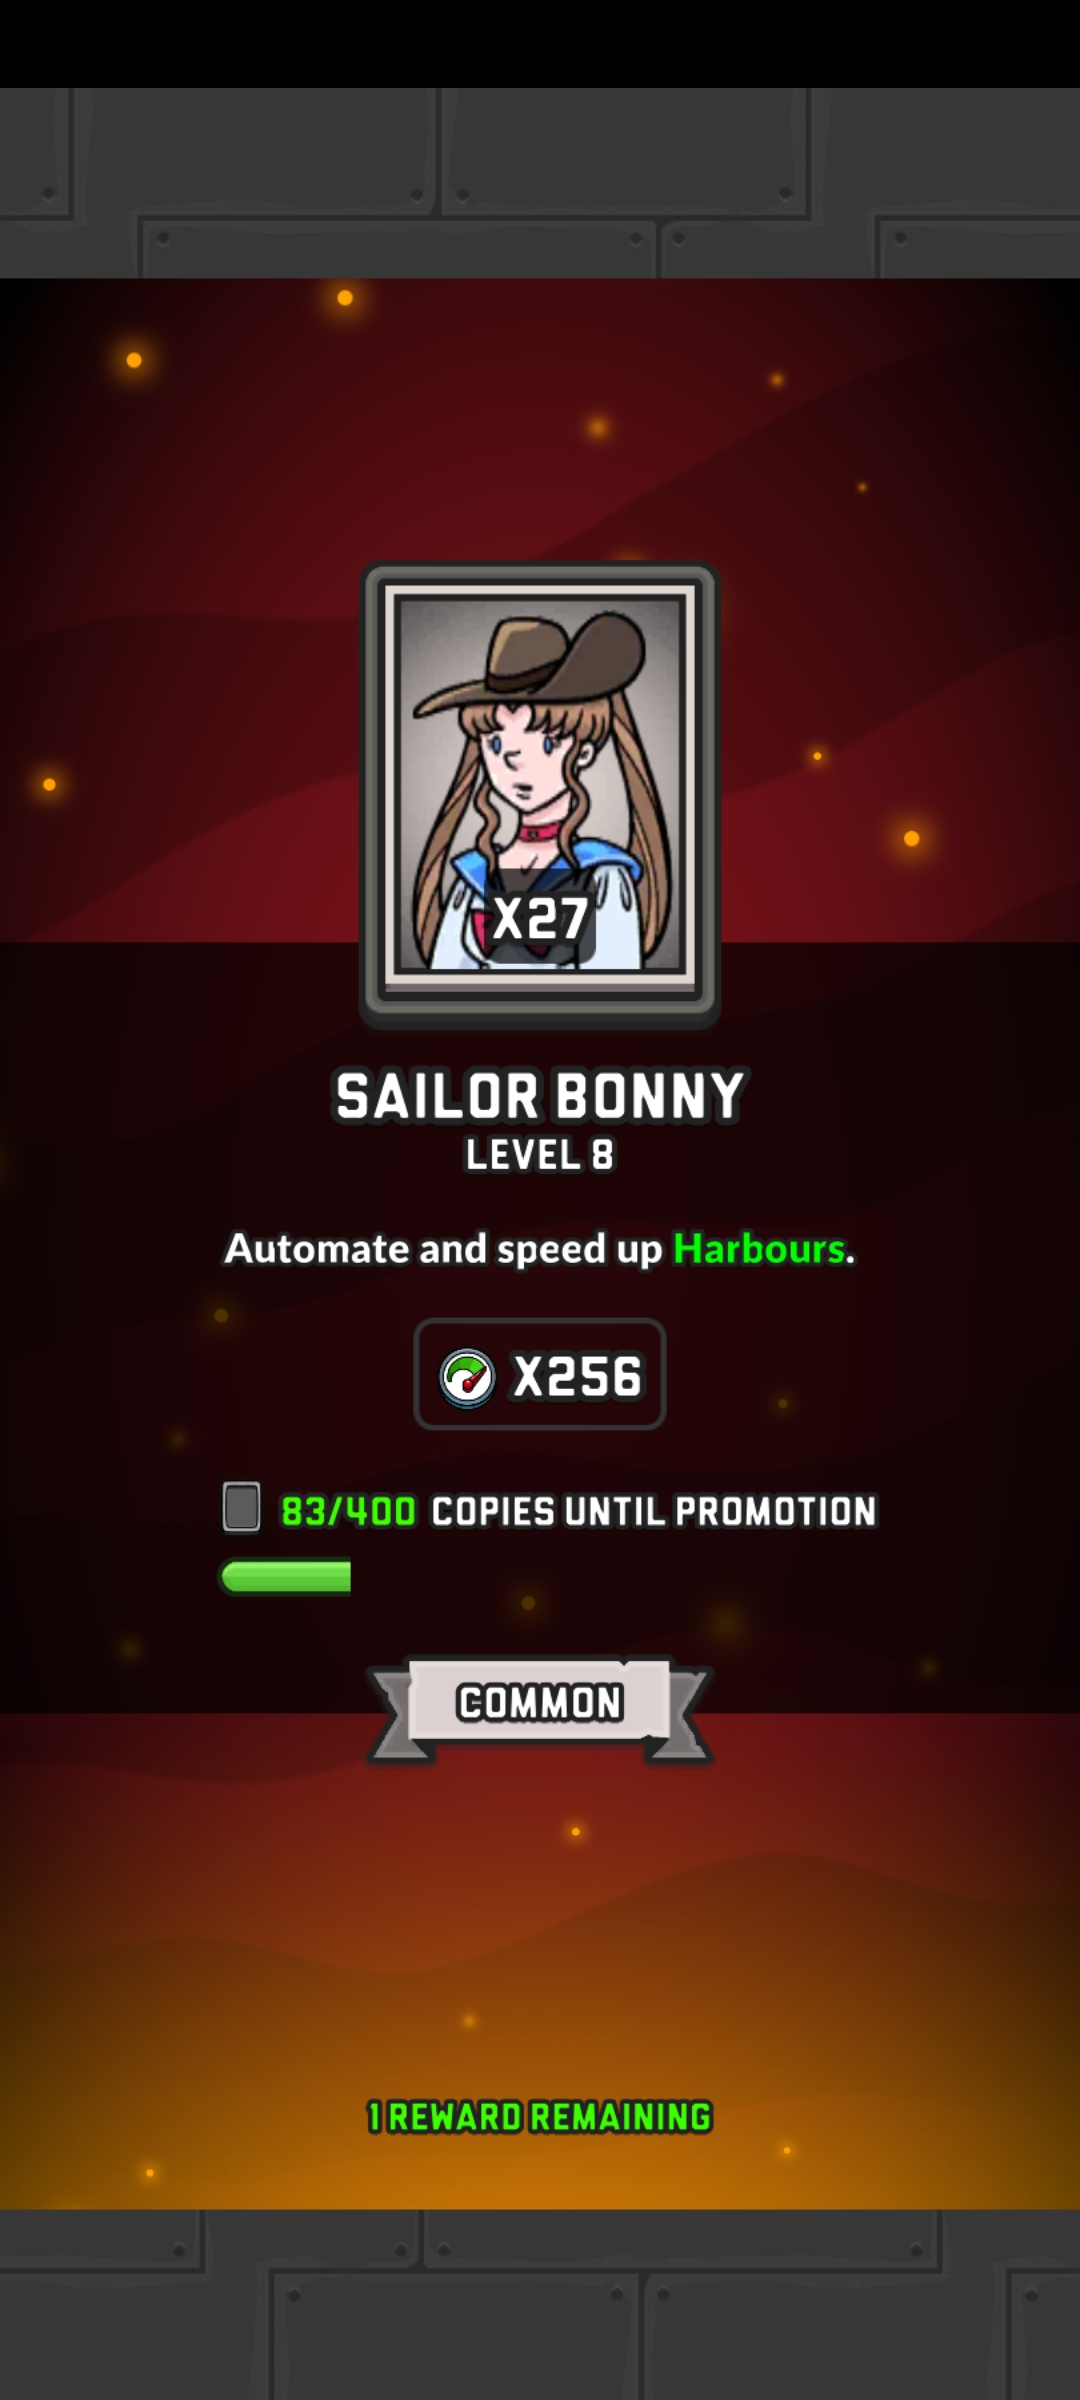 X27
SAILOR BONNY
LEVEL 8
Automate and speed up Harbours.
X256
83/400 COPIES UNTIL PROMOTION
COMMON
1 REWARD REMAINING